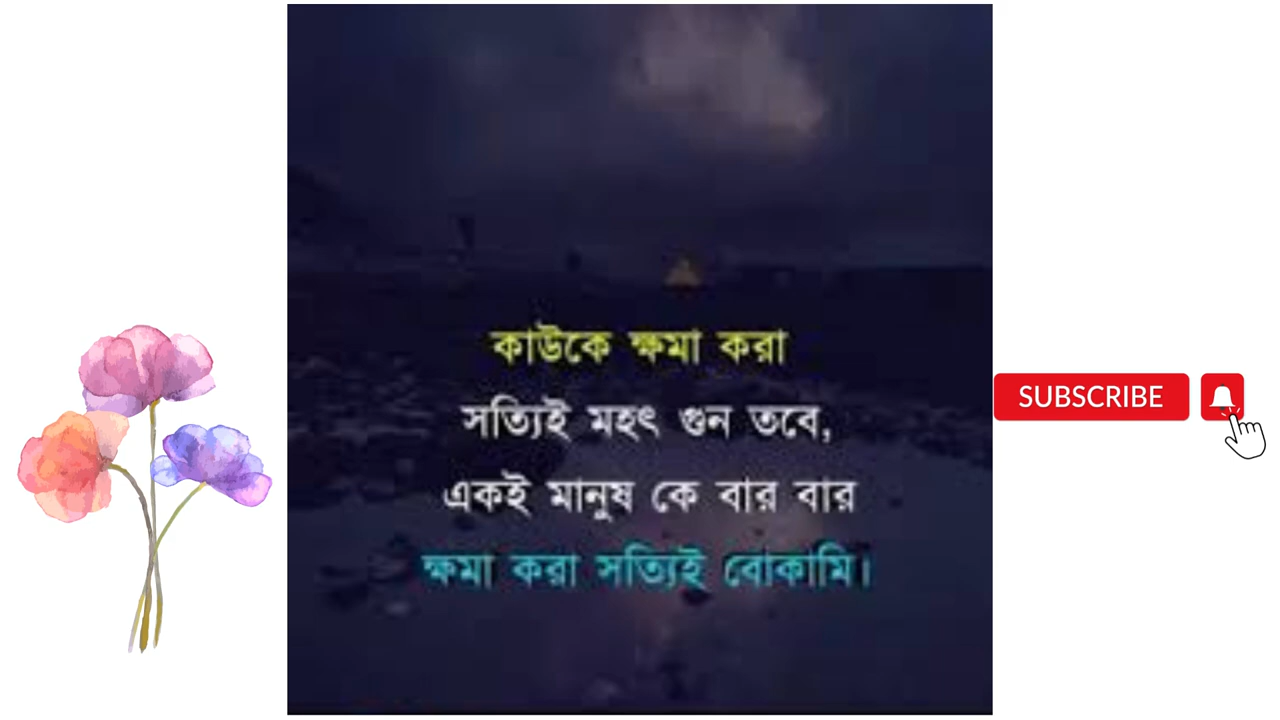 কাউকে ক্ষমা করা
সত্যিই মহৎ গুন তবে,
একই মানুষ কে বার বার
ক্ষমা করা সত্যিই বোকামি।
SUBSCRIBE